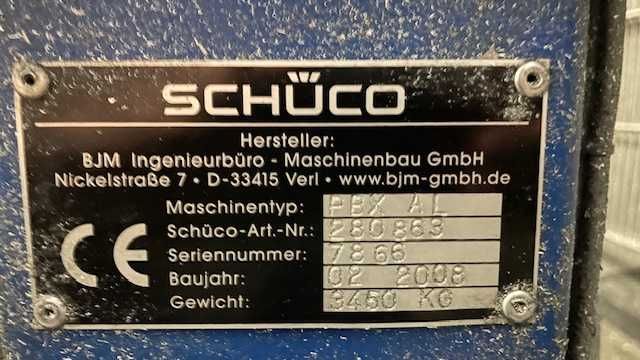 SCHÜCO
Hersteller:
BJM Ingenieurbüro - Maschinenbau GmbH
Nickelstraße 7 • D-33415 Verl • www.bjm-gmbh.de
Maschinentyp: PBX AL
Schüco-Art.-Nr.: 280863
Seriennummer: 7866
Baujahr: 02 2008
Gewicht: 3450 KG
CE